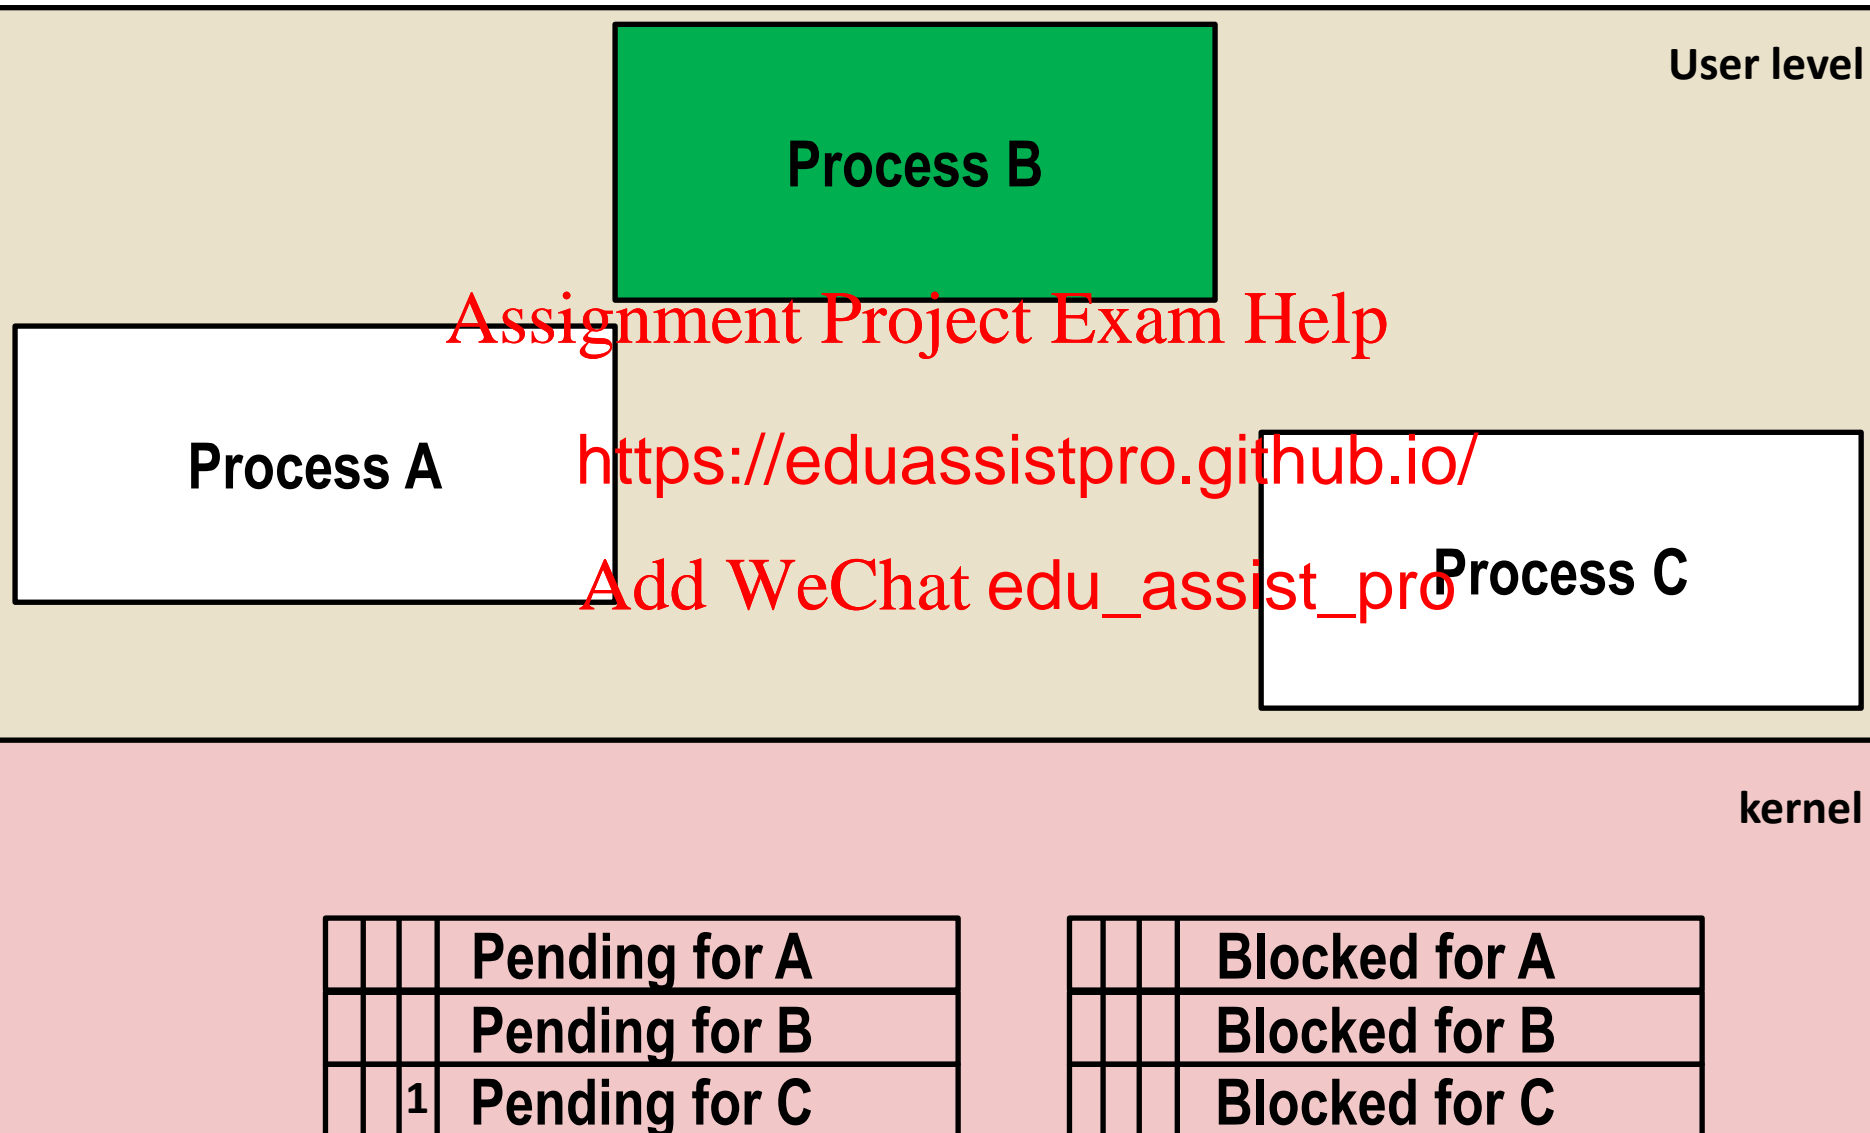 User level
Process B
Assignment Project Exam Help
Process A
https://eduassistpro.github.io/
Process C
Add WeChat edu_assist_pro
kernel
Pending for A
Blocked for A
Pending for B
Blocked for B
1 Pending for C
Blocked for C